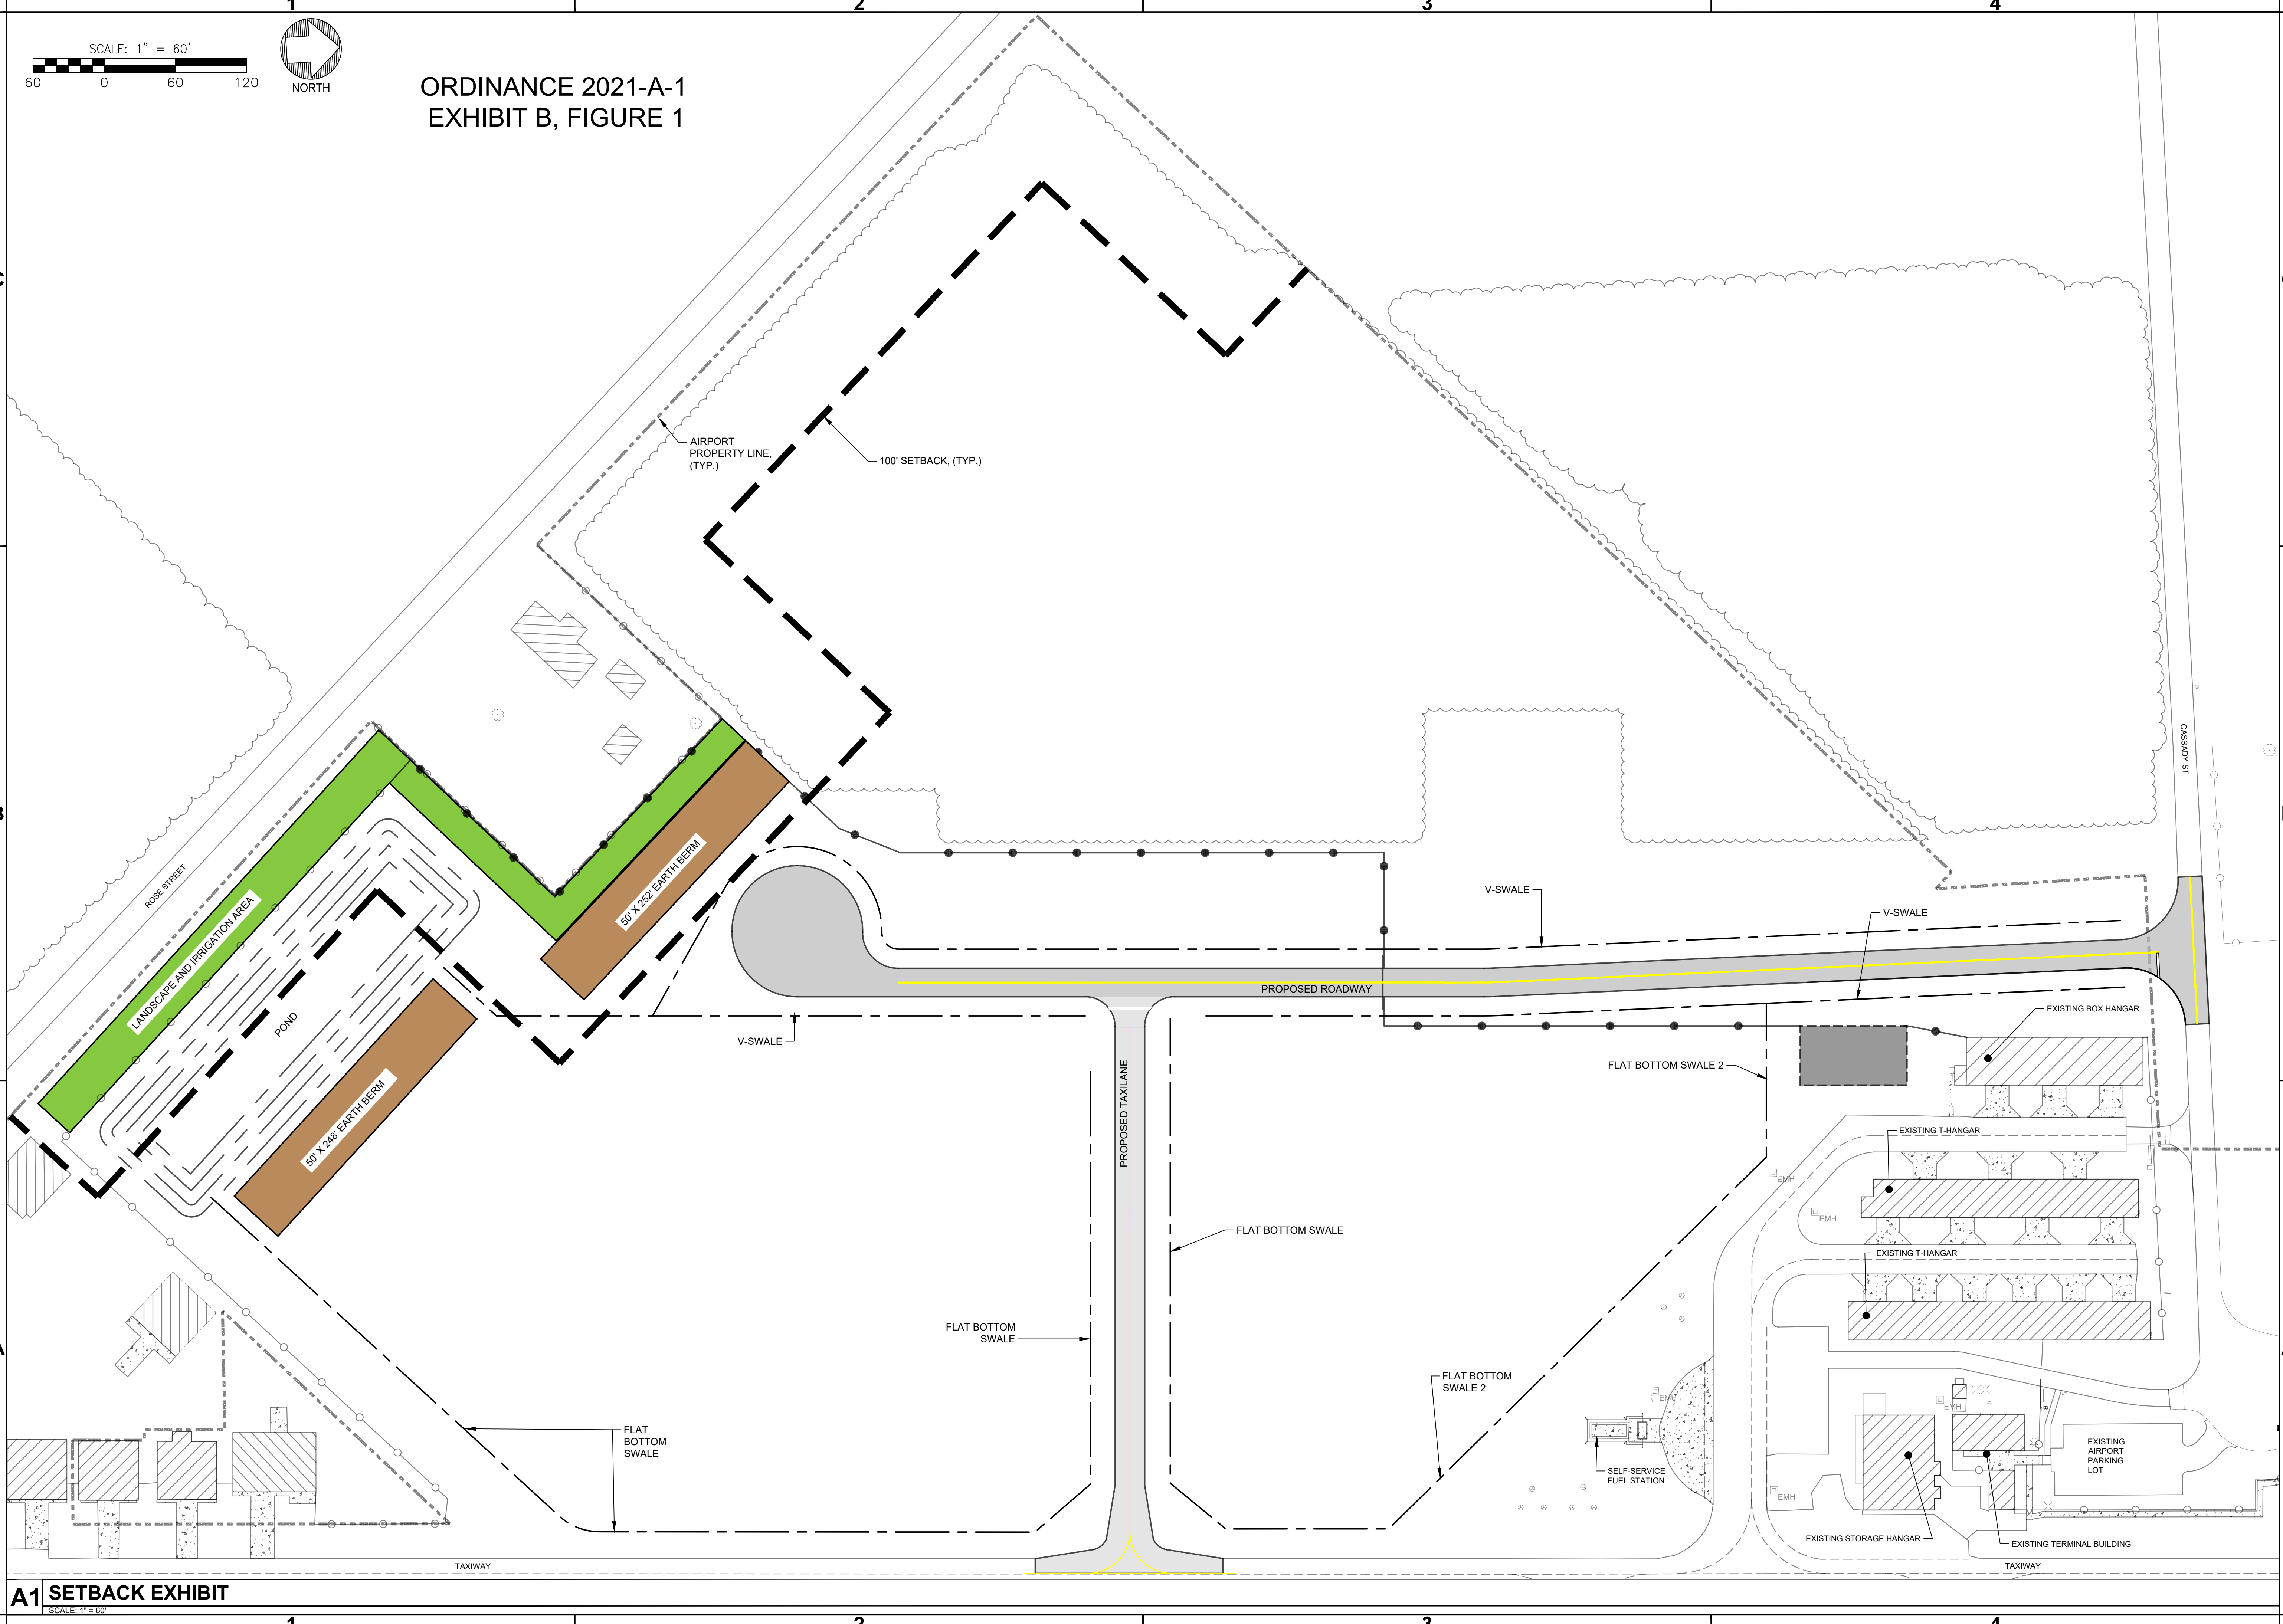 1
2
3
4
SCALE: 1" = 60'
60
0
60
120
NORTH
ORDINANCE 2021-A-1
EXHIBIT B, FIGURE 1
C
C
AIRPORT
PROPERTY LINE,
(TYP.)
100' SETBACK, (TYP.)
CASSADY ST
B
ROSE STREET
LANDSCAPE AND IRRIGATION AREA
50' X 252' EARTH BERM
V-SWALE
V-SWALE
PROPOSED ROADWAY
POND
V-SWALE
EXISTING BOX HANGAR
FLAT BOTTOM SWALE 2
50' X 248' EARTH BERM
PROPOSED TAXILANE
EXISTING T-HANGAR
EMH
EMH
FLAT BOTTOM SWALE
EXISTING T-HANGAR
FLAT BOTTOM
SWALE
A
FLAT BOTTOM
SWALE 2
EMH
EMH
FLAT
BOTTOM
SWALE
EXISTING
AIRPORT
PARKING
LOT
SELF-SERVICE
FUEL STATION
EMH
EXISTING STORAGE HANGAR
EXISTING TERMINAL BUILDING
TAXIWAY
TAXIWAY
A1
SETBACK EXHIBIT
SCALE: 1" = 60'
1
2
3
4